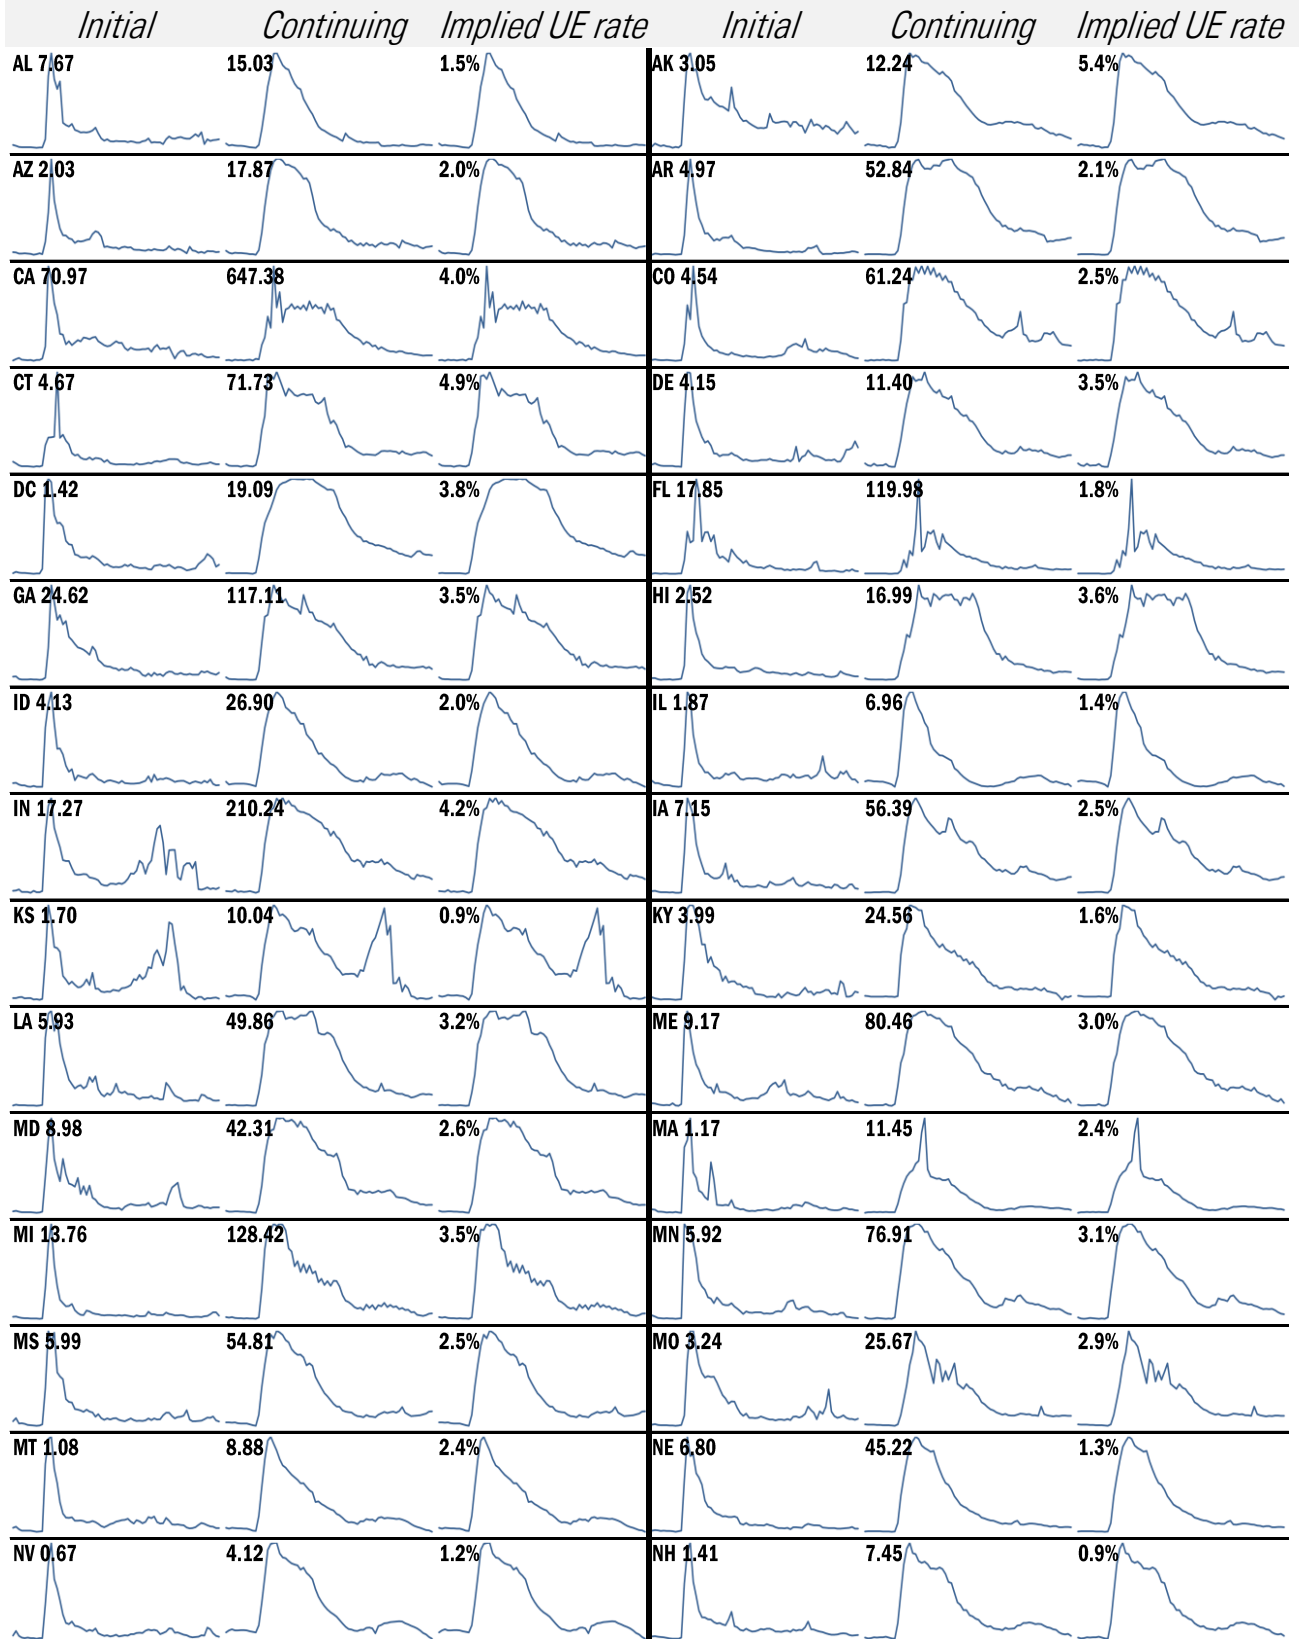 Initial Continuing Implied UE rate Initial Continuing Implied UE rate
AL 7.67 15.03 1.5% AK 3.05 12.24 5.4%
AZ 2.03 17.87 2.0% AR 4.97 52.84 2.1%
CA 70.97 647.38 4.0% CO 4.54 61.24 2.5%
CT 4.67 71.73 4.9% DE 4.15 11.40 3.5%
DC 1.42 19.09 3.8% FL 17.85 119.98 1.8%
GA 24.62 117.11 3.5% HI 2.52 16.99 3.6%
ID 4.13 26.90 2.0% IL 1.87 6.96 1.4%
IN 17.27 210.24 4.2% IA 7.15 56.39 2.5%
KS 1.70 10.04 0.9% KY 3.99 24.56 1.6%
LA 5.93 49.86 3.2% ME 9.17 80.46 3.0%
MD 8.98 42.31 2.6% MA 1.17 11.45 2.4%
MI 13.76 128.42 3.5% MN 5.92 76.91 3.1%
MS 5.99 54.81 2.5% MO 3.24 25.67 2.9%
MT 1.08 8.88 2.4% NE 6.80 45.22 1.3%
NV 0.67 4.12 1.2% NH 1.41 7.45 0.9%